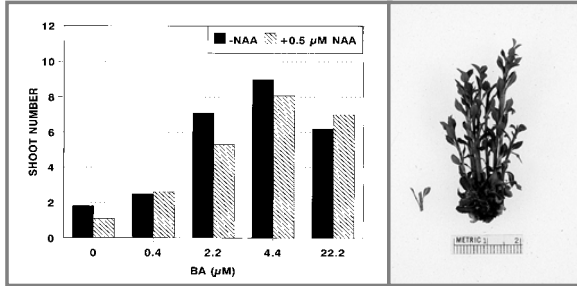 12
-NAA +0.5 µM NAA
10
8
6
4
2
0
SHOOT NUMBER
0 0.4 2.2 4.4 22.2
BA (µM)
METRIC 1 2